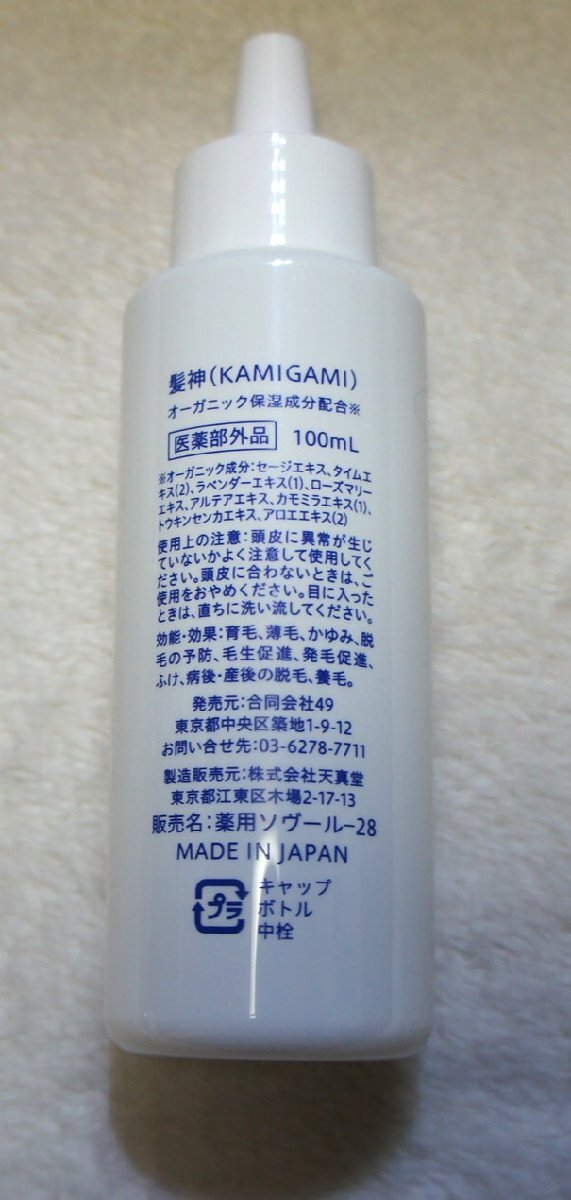 髪神(KAMIGAMI)
オーガニック保湿成分配合※
医薬部外品 100mL
※オーガニック成分:セージエキス、タイムエ
キス(2)、ラベンダーエキス(1)、ローズマリー
エキス、アルテアエキス、カモミラエキス(1)、
トウキンセンカエキス、アロエエキス(2)
使用上の注意:頭皮に異常が生じ
ていないかよく注意して使用してく
ださい。頭皮に合わないときは、ご
使用をおやめください。目に入った
ときは、直ちに洗い流してください。
効能・効果:育毛、薄毛、かゆみ、脱
毛の予防、毛生促進、発毛促進、
ふけ、病後・産後の脱毛、養毛。
発売元:合同会社49
東京都中央区築地1-9-12
お問い合せ先:03-6278-7711
製造販売元:株式会社天真堂
東京都江東区木場2-17-13
販売名:薬用ソヴール-28
MADE IN JAPAN
プラ キャップ
ボトル
中栓